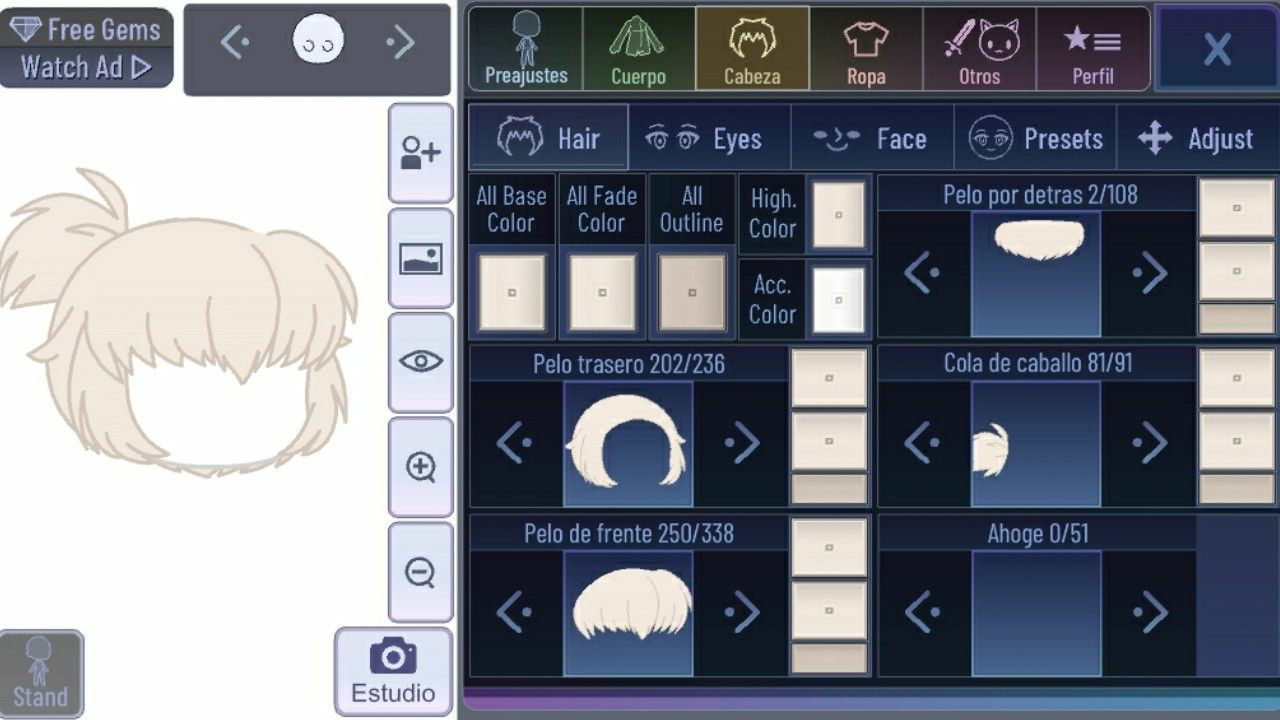 Free Gems
Watch Ad
Preajustes
Cuerpo
Cabeza
Ropa
Otros
Perfil
X
Hair
Eyes
Face
Presets
Adjust
All Base
Color
All Fade
Color
All
Outline
High.
Color
Acc.
Color
Pelo por detras 2/108
Pelo trasero 202/236
Cola de caballo 81/91
Pelo de frente 250/338
Ahoge 0/51
Stand
Estudio